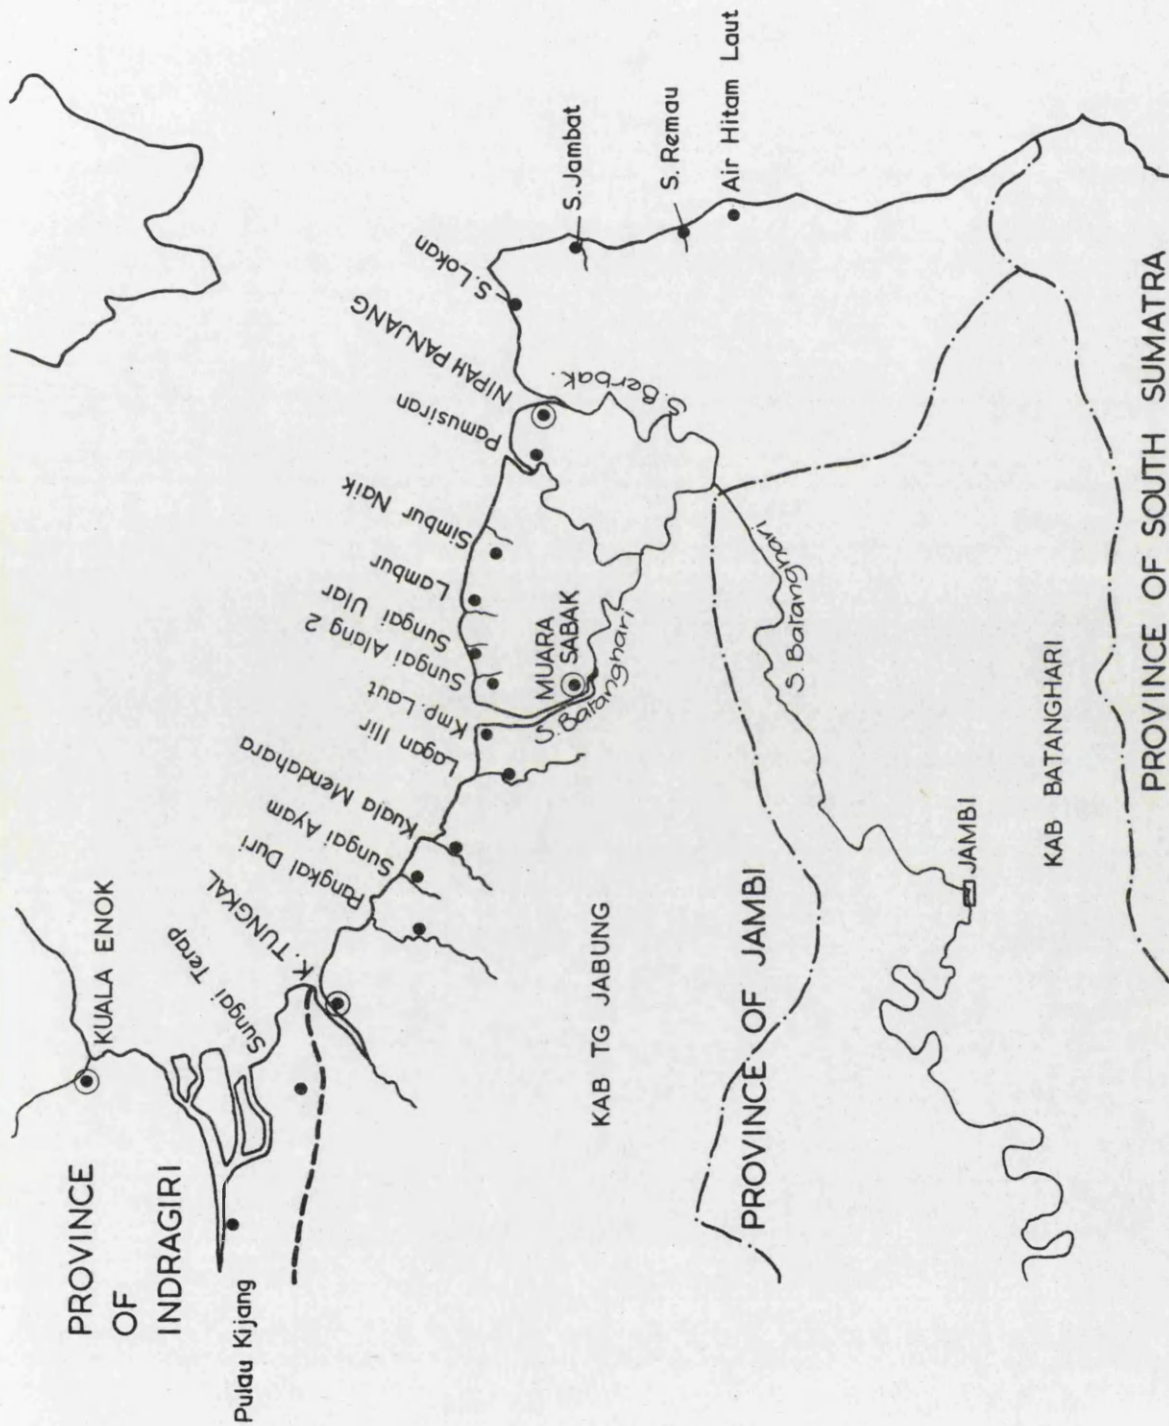 PROVINCE
OF
INDRAGIRI
KUALA ENOK
Pulau Kijang
Sungai Terap
K. TUNGKAL
Pangkal Duri
Sungai Ayam
Kuala Mendahara
Lagan Ilir
Kmp. Laut
Sungai Alang 2
Sungai Ular
Lambur
Simbur Naik
Pamusiran
NIPAH PANJANG
S. Lokan
S. Jambat
S. Remau
Air Hitam Laut
MUARA
SABAK
S. Batanghari
S. Berbak.
KAB TG JABUNG
PROVINCE OF JAMBI
S. Batanghari
JAMBI
KAB BATANGHARI
PROVINCE OF SOUTH SUMATRA